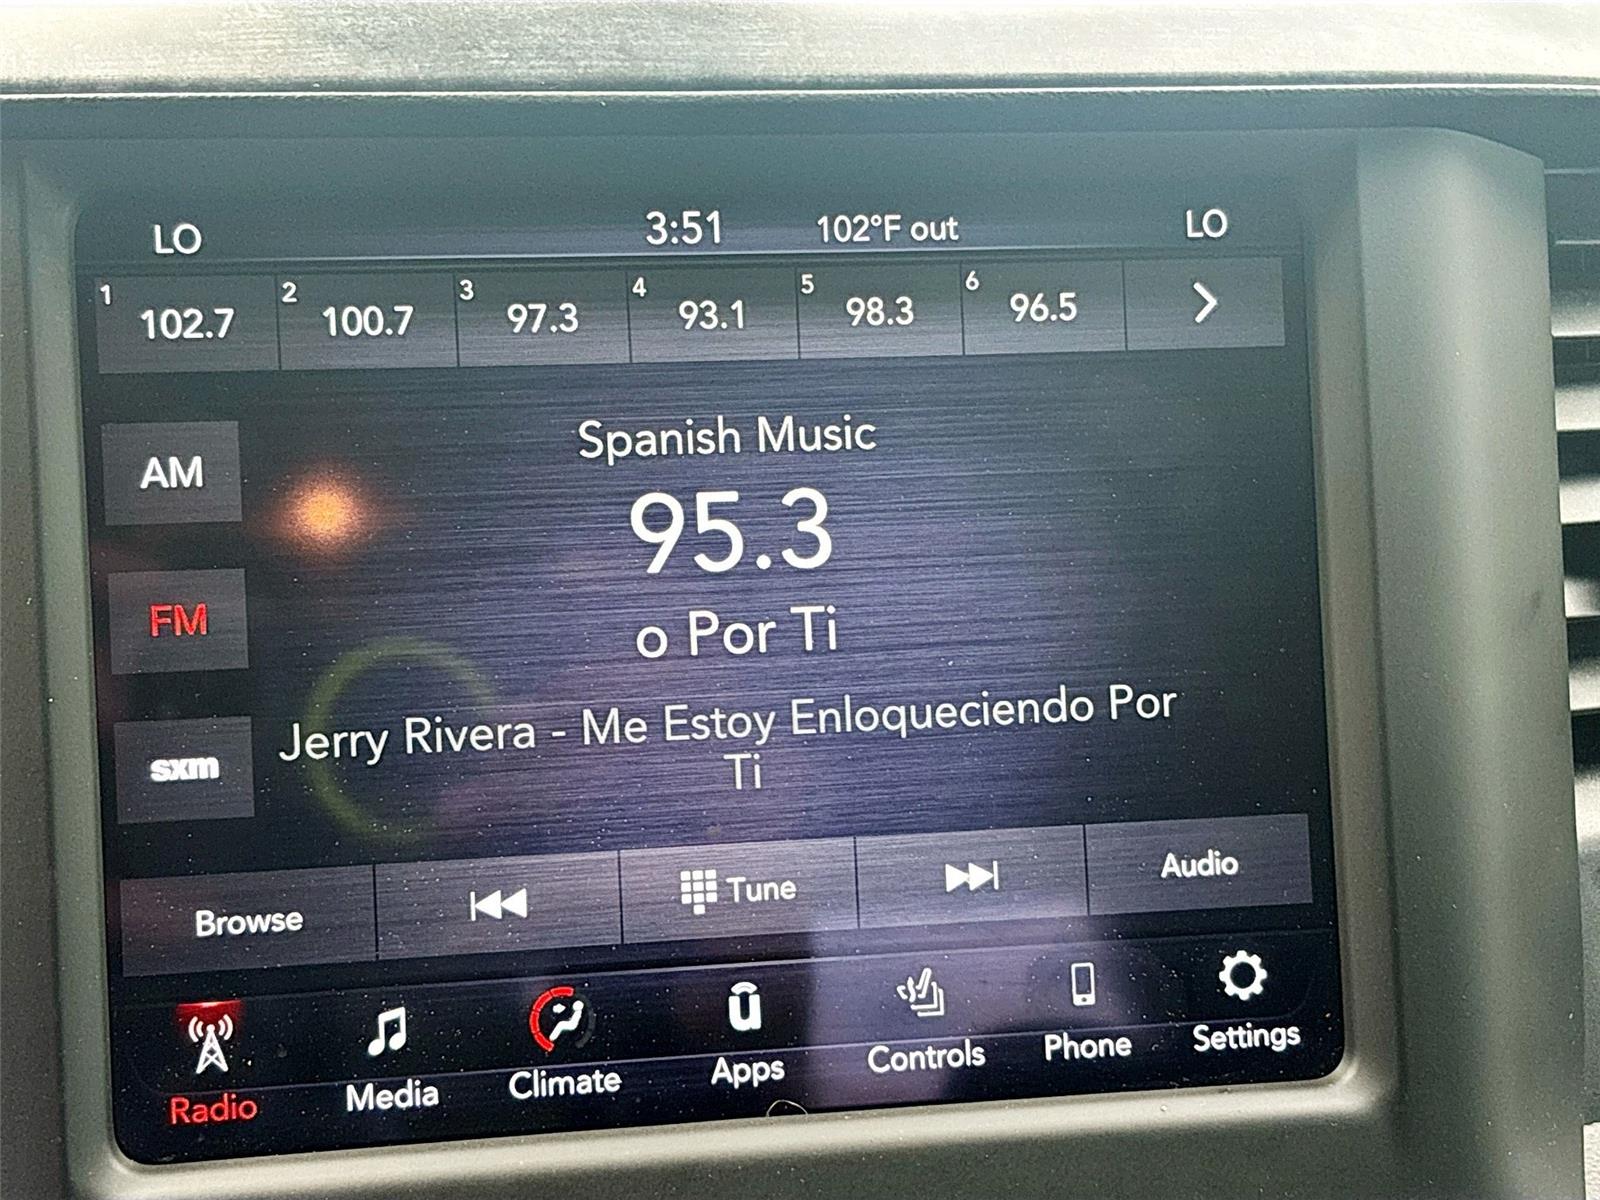 LO 3:51 102°F out LO
1 102.7 2 100.7 3 97.3 4 93.1 5 98.3 6 96.5
Spanish Music
AM
95.3
FM
o Por Ti
Jerry Rivera - Me Estoy Enloqueciendo Por
Ti
sxm
Browse Tune Audio
Radio Media Climate Apps Controls Phone Settings